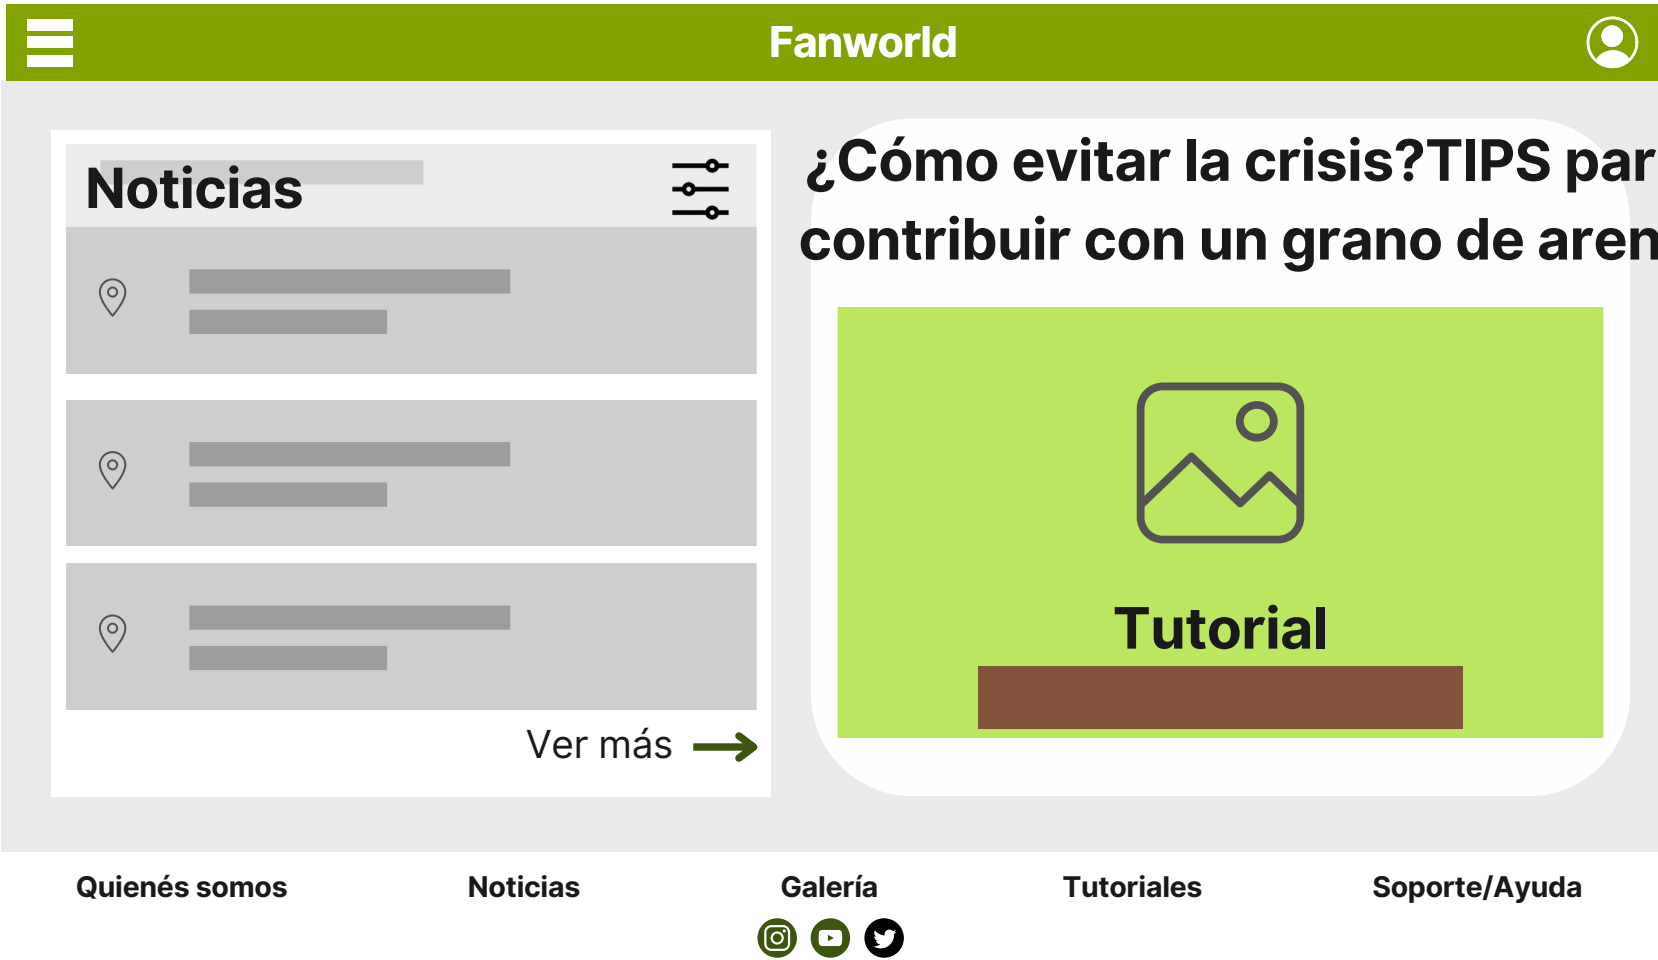 Fanworld
Noticias
¿Cómo evitar la crisis?TIPS par
contribuir con un grano de aren
Tutorial
Ver más
Quienés somos
Noticias
Galería
Tutoriales
Soporte/Ayuda